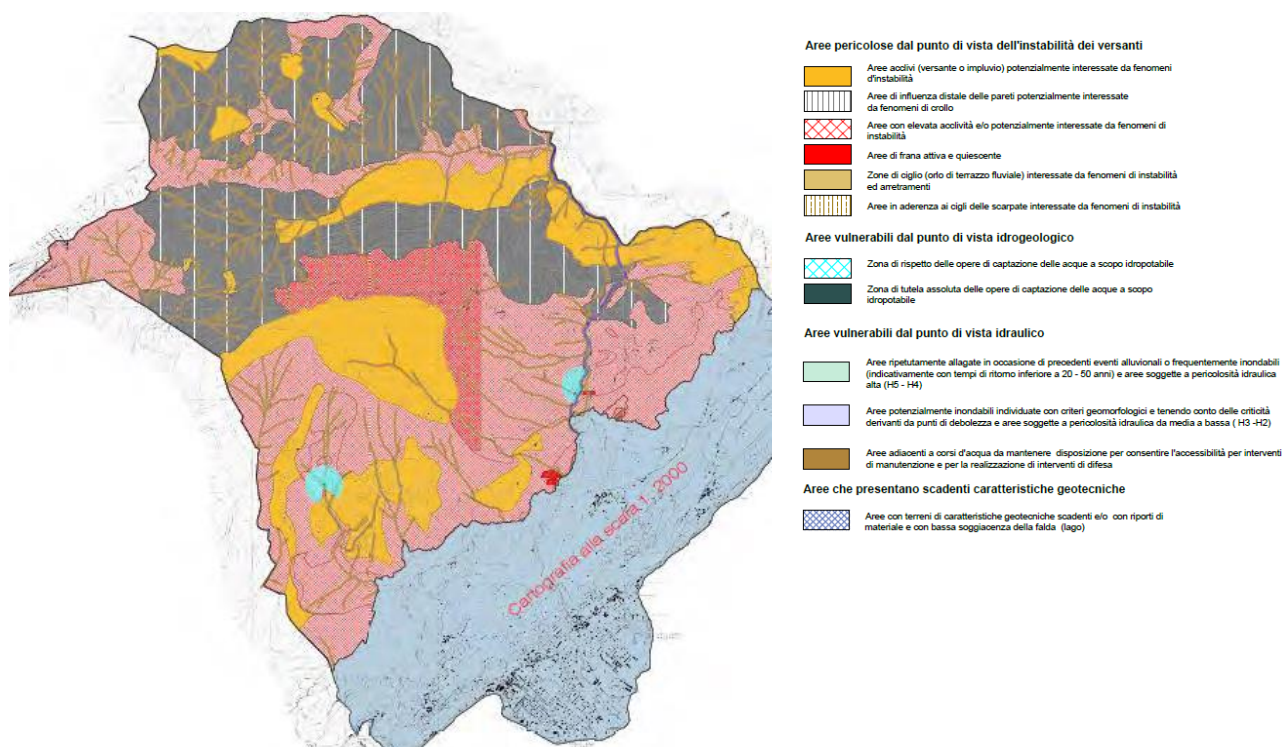 Aree pericolose dal punto di vista dell'instabilità dei versanti
Aree acclivi (versante o impluvio) potenzialmente interessate da fenomeni
d'instabilità
Aree di influenza distale delle pareti potenzialmente interessate
da fenomeni di crollo
Aree con elevata acclività e/o potenzialmente interessate da fenomeni di
instabilità
Aree di frana attiva e quiescente
Zone di ciglio (orlo di terrazzo fluviale) interessate da fenomeni di instabilità
ed arretramenti
Aree in aderenza ai cigli delle scarpate interessate da fenomeni di instabilità
Aree vulnerabili dal punto di vista idrogeologico
Zona di rispetto delle opere di captazione delle acque a scopo idropotabile
Zona di tutela assoluta delle opere di captazione delle acque a scopo
idropotabile
Aree vulnerabili dal punto di vista idraulico
Aree ripetutamente allagate in occasione di precedenti eventi alluvionali o frequentemente inondabili
(indicativamente con tempi di ritorno inferiore a 20 - 50 anni) e aree soggette a pericolosità idraulica
alta (H5 - H4)
Aree potenzialmente inondabili individuate con criteri geomorfologici e tenendo conto delle criticità
derivanti da punti di debolezza e aree soggette a pericolosità idraulica da media a bassa ( H3 -H2)
Aree adiacenti a corsi d'acqua da mantenere disposizione per consentire l'accessibilità per interventi
di manutenzione e per la realizzazione di interventi di difesa
Aree che presentano scadenti caratteristiche geotecniche
Aree con terreni di caratteristiche geotecniche scadenti e/o con riporti di
materiale e con bassa soggiacenza della falda (lago)
Cartografia alla scala 1: 2000